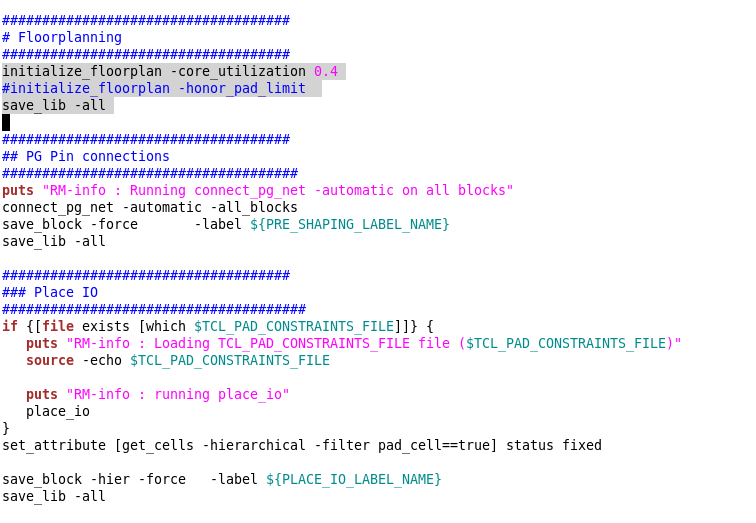 ####################################
# Floorplanning
####################################
initialize_floorplan -core_utilization 0.4
#initialize_floorplan -honor_pad_limit
save_lib -all

####################################
## PG Pin connections
#####################################
puts "RM-info : Running connect_pg_net -automatic on all blocks"
connect_pg_net -automatic -all_blocks
save_block -force       -label ${PRE_SHAPING_LABEL_NAME}
save_lib -all

####################################
### Place IO
######################################
if {[file exists [which $TCL_PAD_CONSTRAINTS_FILE]]} {
   puts "RM-info : Loading TCL_PAD_CONSTRAINTS_FILE file ($TCL_PAD_CONSTRAINTS_FILE)"
   source -echo $TCL_PAD_CONSTRAINTS_FILE

   puts "RM-info : running place_io"
   place_io
}
set_attribute [get_cells -hierarchical -filter pad_cell==true] status fixed

save_block -hier -force   -label ${PLACE_IO_LABEL_NAME}
save_lib -all